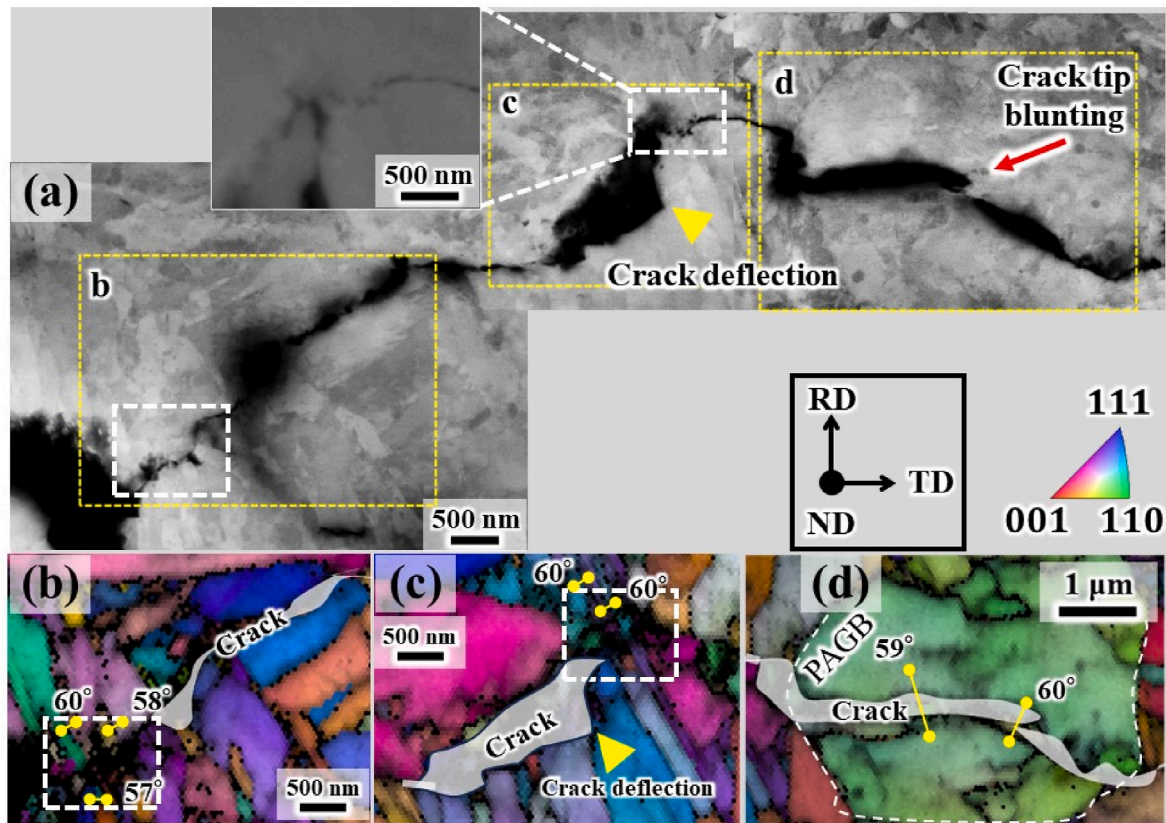 500 nm
(a)
b
c
d
Crack tip
blunting
Crack deflection
500 nm
RD
TD
ND
111
001
110
(b)
Crack
60°
58°
57°
500 nm
(c)
60°
60°
500 nm
Crack
Crack deflection
(d)
1 μm
PAGB
59°
60°
Crack